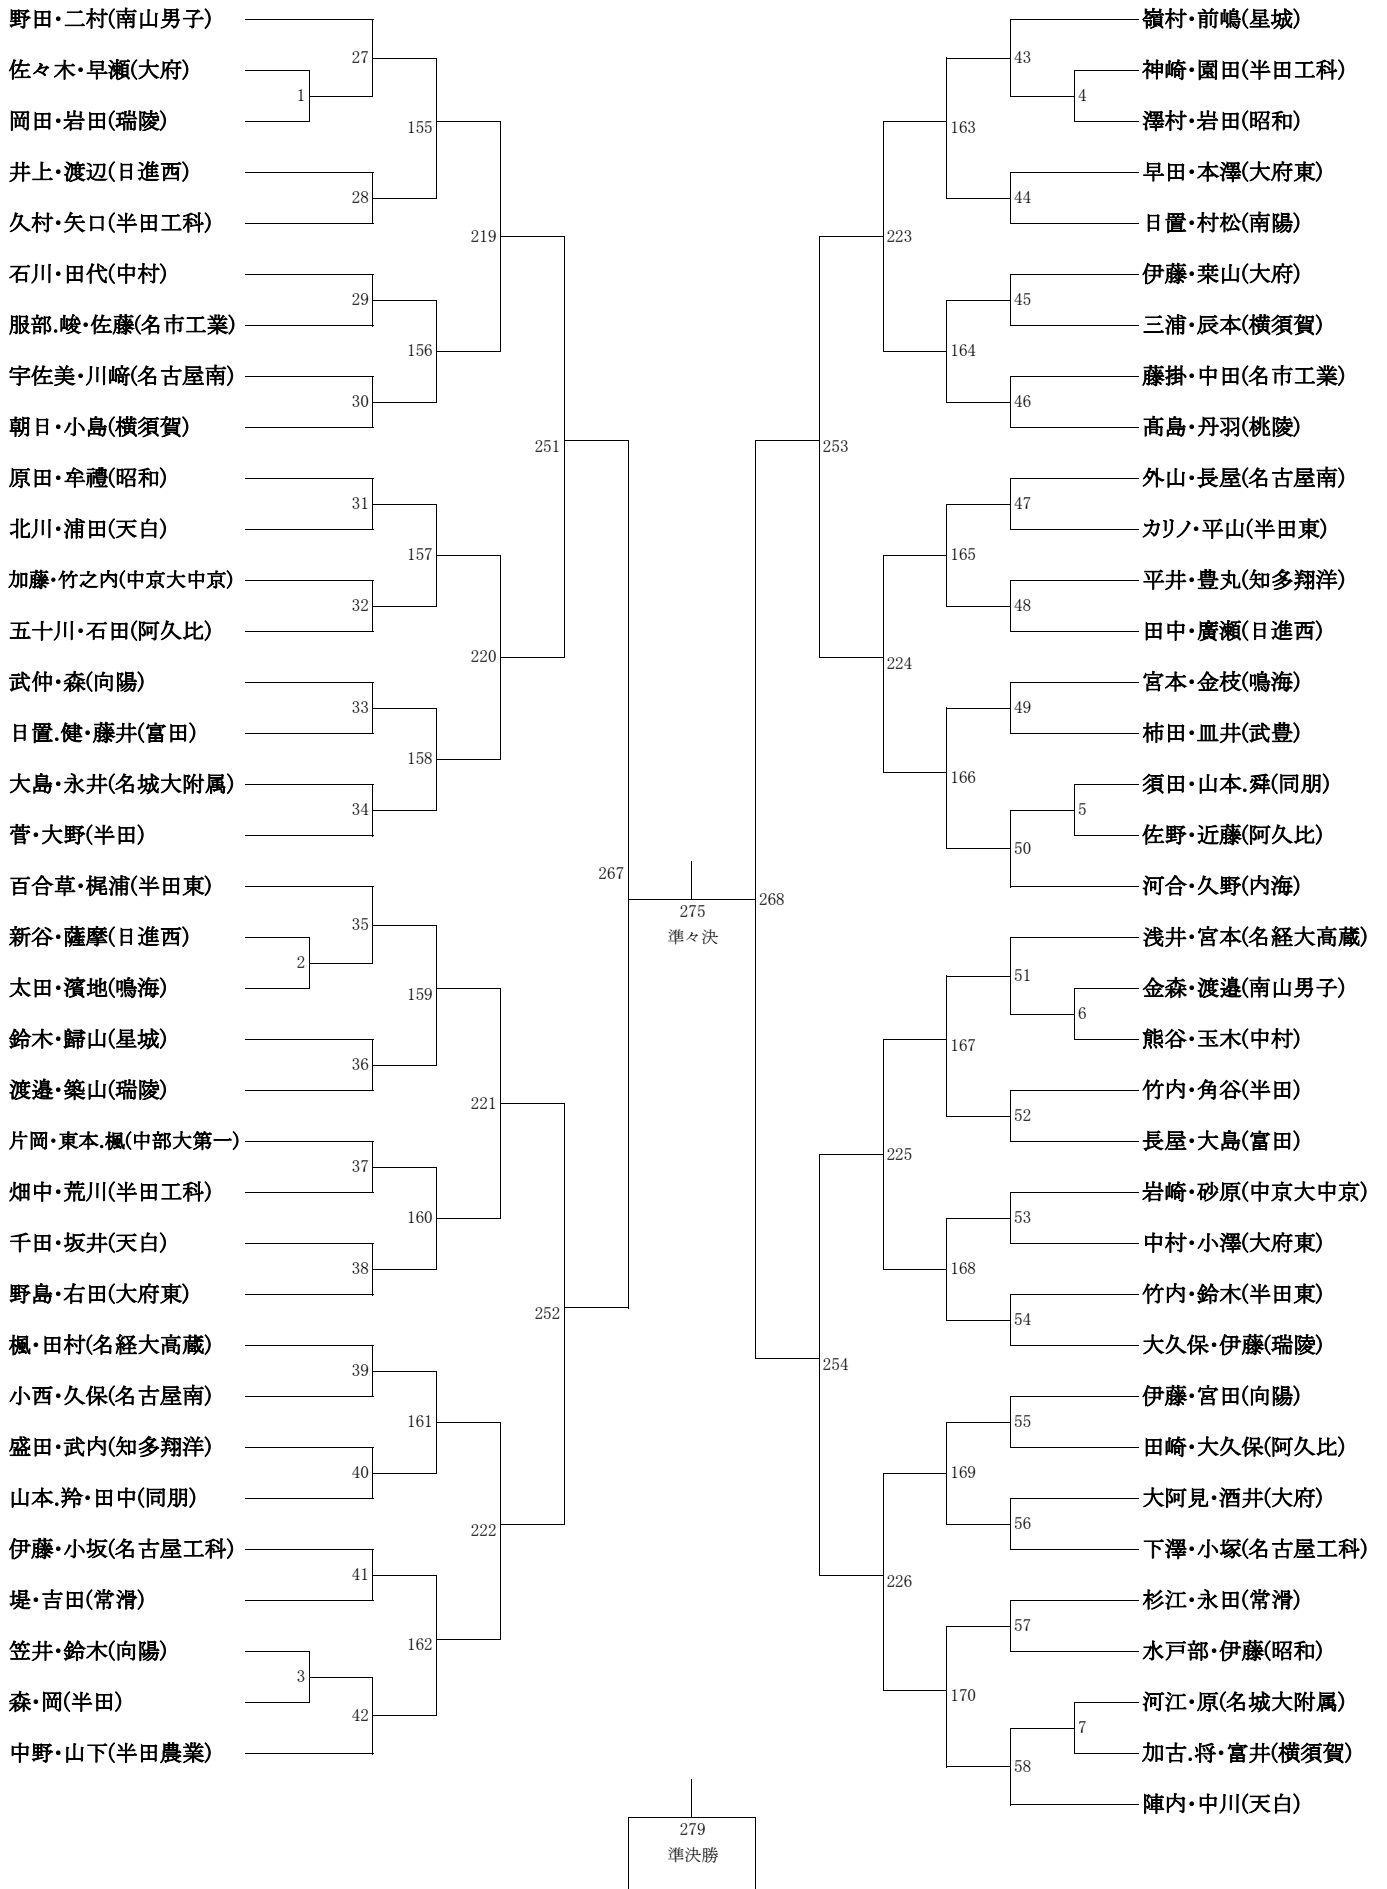 野田・二村(南山男子)
佐々木・早瀬(大府)
岡田・岩田(瑞陵)
井上・渡辺(日進西)
久村・矢口(半田工科)
石川・田代(中村)
服部.峻・佐藤(名市工業)
宇佐美・川﨑(名古屋南)
朝日・小島(横須賀)
原田・牟禮(昭和)
北川・浦田(天白)
加藤・竹之内(中京大中京)
五十川・石田(阿久比)
武仲・森(向陽)
日置.健・藤井(富田)
大島・永井(名城大附属)
菅・大野(半田)
百合草・梶浦(半田東)
新谷・薩摩(日進西)
太田・濱地(鳴海)
鈴木・歸山(星城)
渡邉・築山(瑞陵)
片岡・東本.楓(中部大第一)
畑中・荒川(半田工科)
千田・坂井(天白)
野島・右田(大府東)
楓・田村(名経大高蔵)
小西・久保(名古屋南)
盛田・武内(知多翔洋)
山本.羚・田中(同朋)
伊藤・小坂(名古屋工科)
堤・吉田(常滑)
笠井・鈴木(向陽)
森・岡(半田)
中野・山下(半田農業)
1
2
3
27
28
29
30
31
32
33
34
35
36
37
38
39
40
41
42
155
156
157
158
159
160
161
162
219
220
221
222
251
252
267
275
準々決
279
準決勝
268
253
254
223
224
225
226
163
164
165
166
167
168
169
170
43
44
45
46
47
48
49
50
51
52
53
54
55
56
57
58
4
5
6
7
嶺村・前嶋(星城)
神崎・園田(半田工科)
澤村・岩田(昭和)
早田・本澤(大府東)
日置・村松(南陽)
伊藤・桒山(大府)
三浦・辰本(横須賀)
藤掛・中田(名市工業)
髙島・丹羽(桃陵)
外山・長屋(名古屋南)
カリノ・平山(半田東)
平井・豊丸(知多翔洋)
田中・廣瀬(日進西)
宮本・金枝(鳴海)
柿田・皿井(武豊)
須田・山本.舜(同朋)
佐野・近藤(阿久比)
河合・久野(内海)
浅井・宮本(名経大高蔵)
金森・渡邉(南山男子)
熊谷・玉木(中村)
竹内・角谷(半田)
長屋・大島(富田)
岩崎・砂原(中京大中京)
中村・小澤(大府東)
竹内・鈴木(半田東)
大久保・伊藤(瑞陵)
伊藤・宮田(向陽)
田崎・大久保(阿久比)
大阿見・酒井(大府)
下澤・小塚(名古屋工科)
杉江・永田(常滑)
水戸部・伊藤(昭和)
河江・原(名城大附属)
加古.将・富井(横須賀)
陣内・中川(天白)